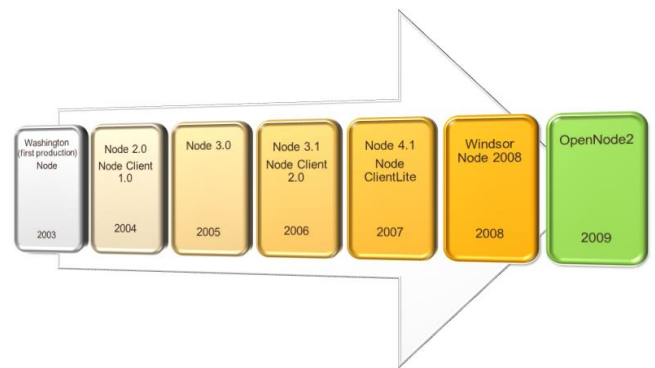 Washington
(first production)
Node
2003
Node 2.0
Node Client
1.0
2004
Node 3.0
2005
Node 3.1
Node Client
2.0
2006
Node 4.1
Node
ClientLite
2007
Windsor
Node 2008
2008
OpenNode2
2009